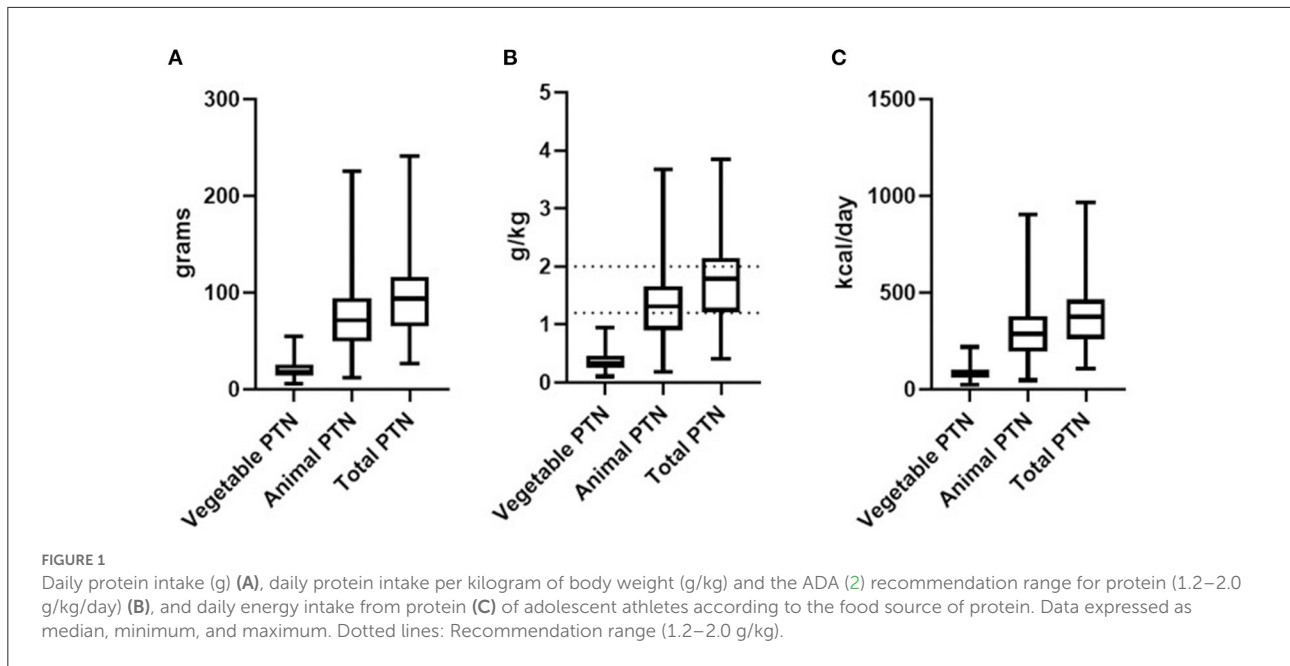 A
B
C
300
200
100
0
grams
Vegetable PTN
Animal PTN
Total PTN
5
4
3
2
1
0
g/kg
Vegetable PTN
Animal PTN
Total PTN
1500
1000
500
0
kcal/day
Vegetable PTN
Animal PTN
Total PTN
FIGURE 1
Daily protein intake (g) (A), daily protein intake per kilogram of body weight (g/kg) and the ADA (2) recommendation range for protein (1.2–2.0
g/kg/day) (B), and daily energy intake from protein (C) of adolescent athletes according to the food source of protein. Data expressed as
median, minimum, and maximum. Dotted lines: Recommendation range (1.2–2.0 g/kg).